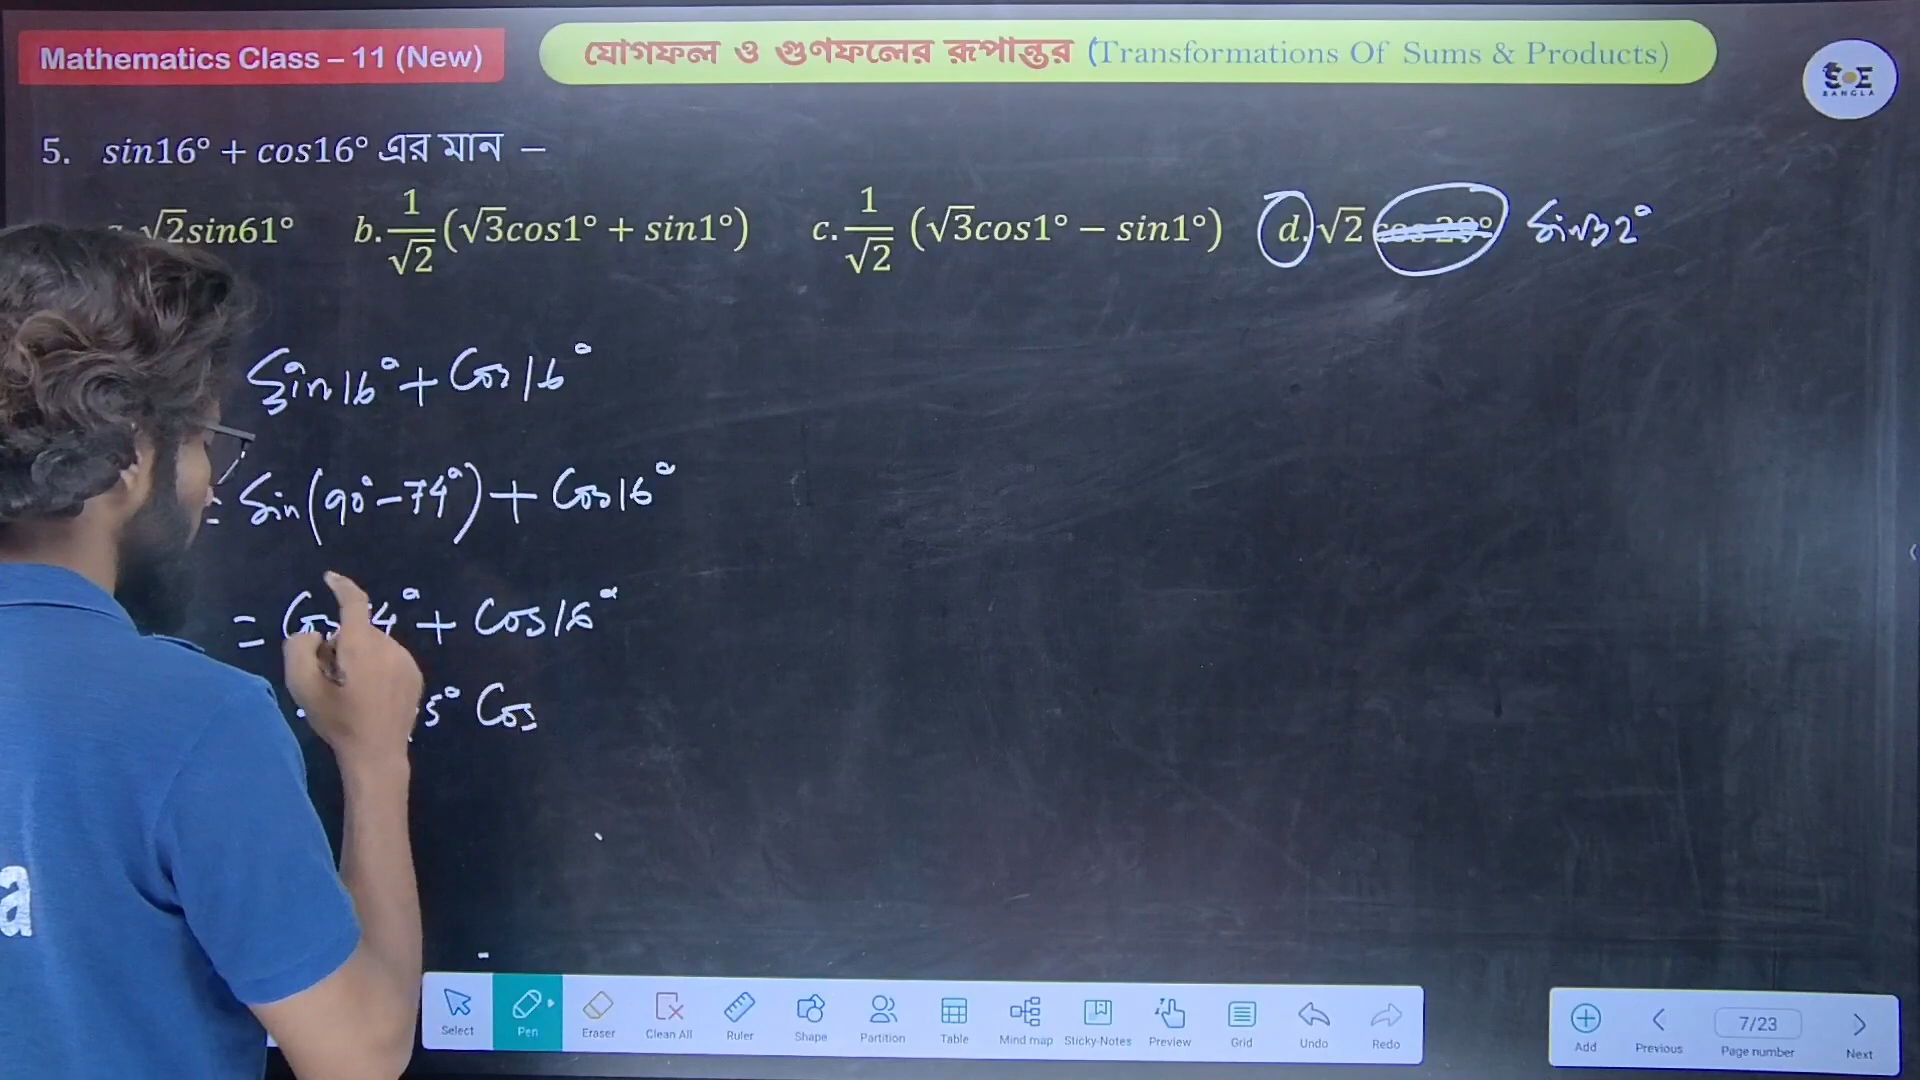 Mathematics Class – 11 (New)
যোগফল ও গুণফলের রূপান্তর (Transformations Of Sums & Products)
BANGLA
5. sin16° + cos16° এর মান –
√2sin61° b. 1/√2 (√3cos1° + sin1°) c. 1/√2 (√3cos1° – sin1°) d. √2 sin32°
Sin16° + Cos16°
= Sin(90° – 74°) + Cos16°
= Cos 4° + Cos16°
5° Cos
a
Select Pen Eraser Clean All Ruler Shape Partition Table Mind map Sticky-Notes Preview Grid Undo Redo
Add Previous 7/23 Page number Next